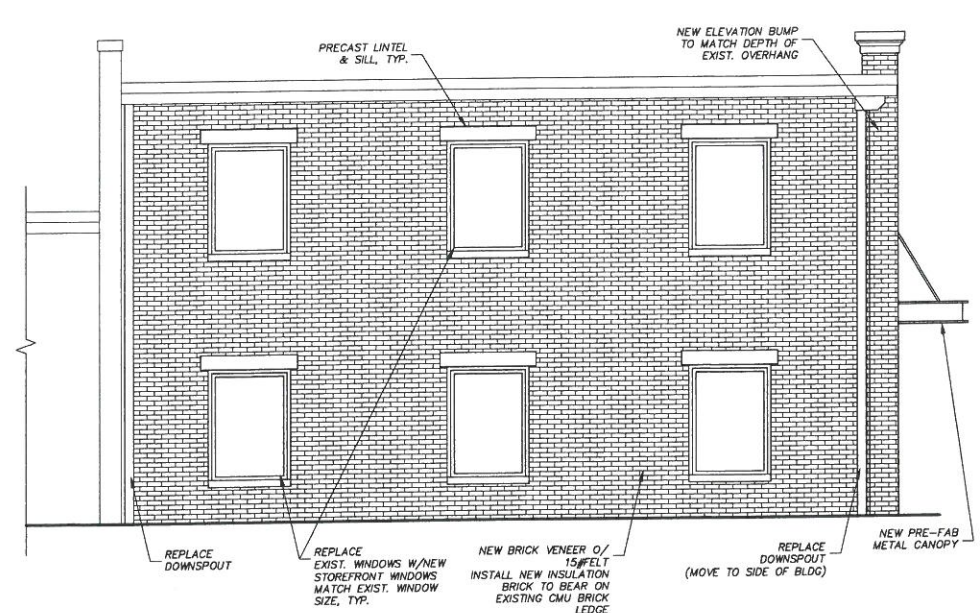 PRECAST LINTEL
& SILL, TYP.
NEW ELEVATION BUMP
TO MATCH DEPTH OF
EXIST. OVERHANG
REPLACE
DOWNSPOUT
REPLACE
EXIST. WINDOWS W/NEW
STOREFRONT WINDOWS
MATCH EXIST. WINDOW
SIZE, TYP.
NEW BRICK VENEER O/
15#FELT
INSTALL NEW INSULATION
BRICK TO BEAR ON
EXISTING CMU BRICK
LEDGE
REPLACE
DOWNSPOUT
(MOVE TO SIDE OF BLDG)
NEW PRE-FAB
METAL CANOPY